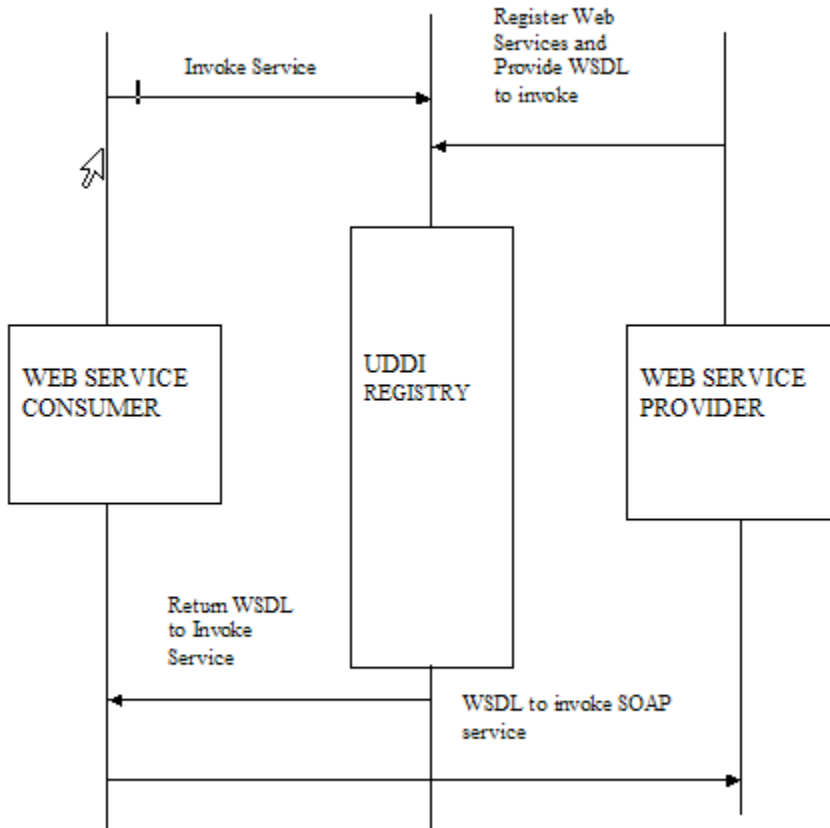 Register Web
Services and
Provide WSDL
to invoke
Invoke Service
WEB SERVICE
CONSUMER
UDDI
REGISTRY
WEB SERVICE
PROVIDER
Return WSDL
to Invoke
Service
WSDL to invoke SOAP
service